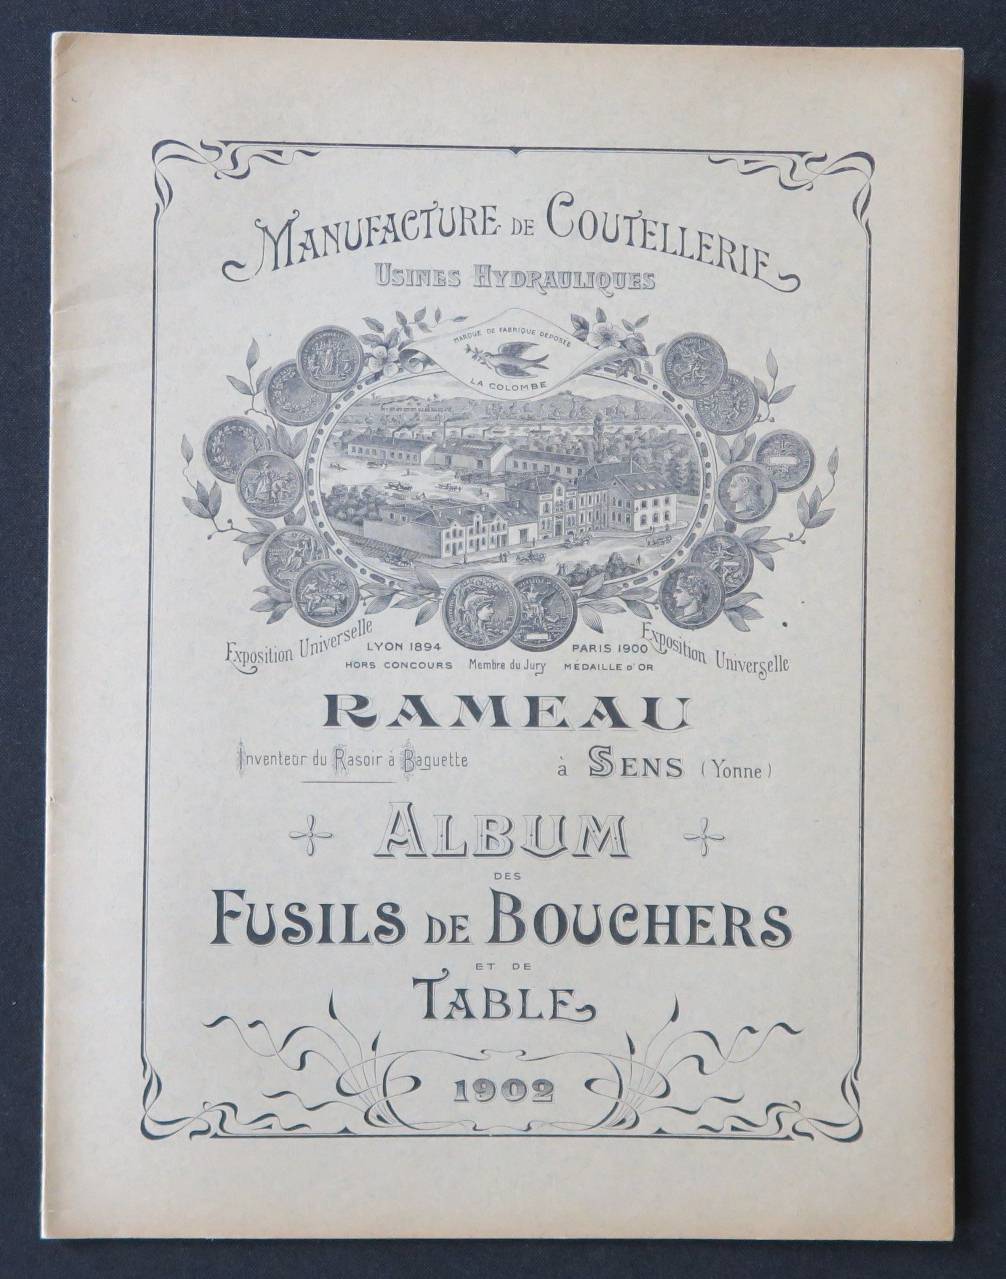 MANUFACTURE DE COUTELLERIE
USINES HYDRAULIQUES
MARQUE DE FABRIQUE DÉPOSÉE
LA COLOMBE
Exposition Universelle
LYON 1894
PARIS 1900
Exposition Universelle
HORS CONCOURS Membre du Jury MÉDAILLE D'OR
RAMEAU
Inventeur du Rasoir à Baguette
à SENS (Yonne)
ALBUM
DES
FUSILS DE BOUCHERS
ET DE
TABLE
1902